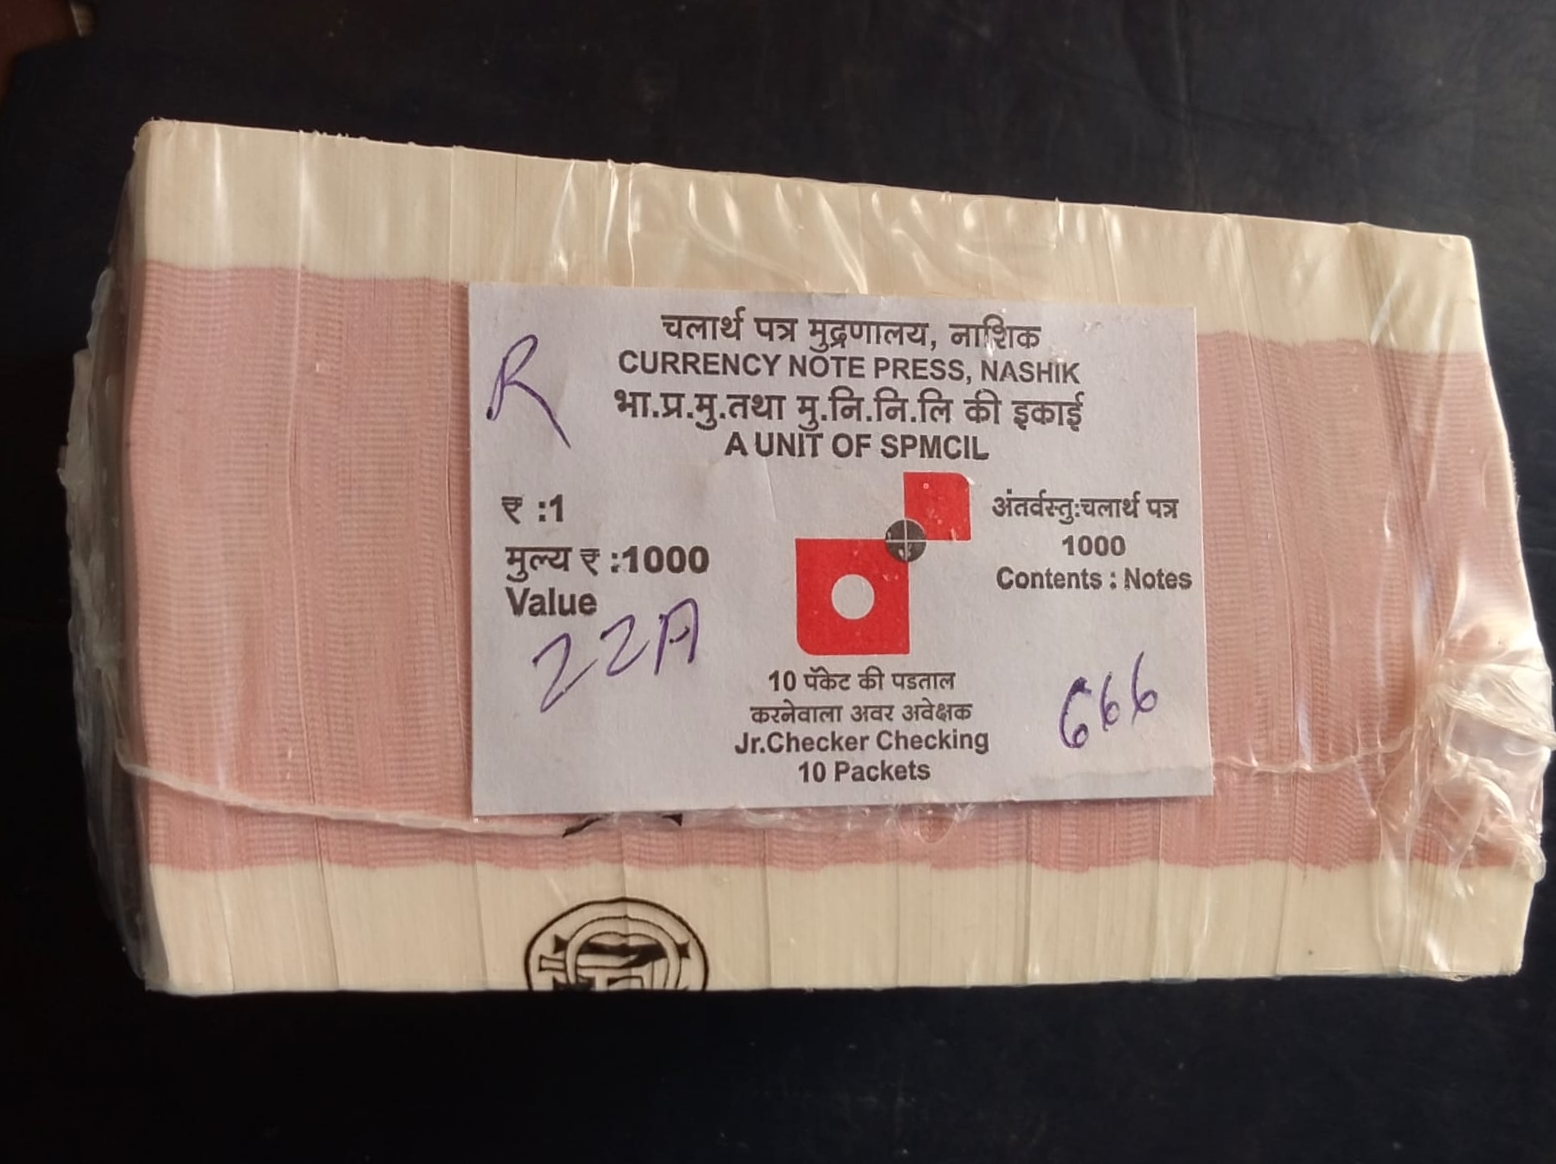 चलार्थ पत्र मुद्रणालय, नाशिक
CURRENCY NOTE PRESS, NASHIK
भा.प्र.मु.तथा मु.नि.नि.लि की इकाई
A UNIT OF SPMCIL
R
₹ :1
मुल्य ₹ :1000
Value
22A
अंतर्वस्तु:चलार्थ पत्र
1000
Contents : Notes
10 पॅकेट की पडताल
करनेवाला अवर अवेक्षक
Jr.Checker Checking
10 Packets
666